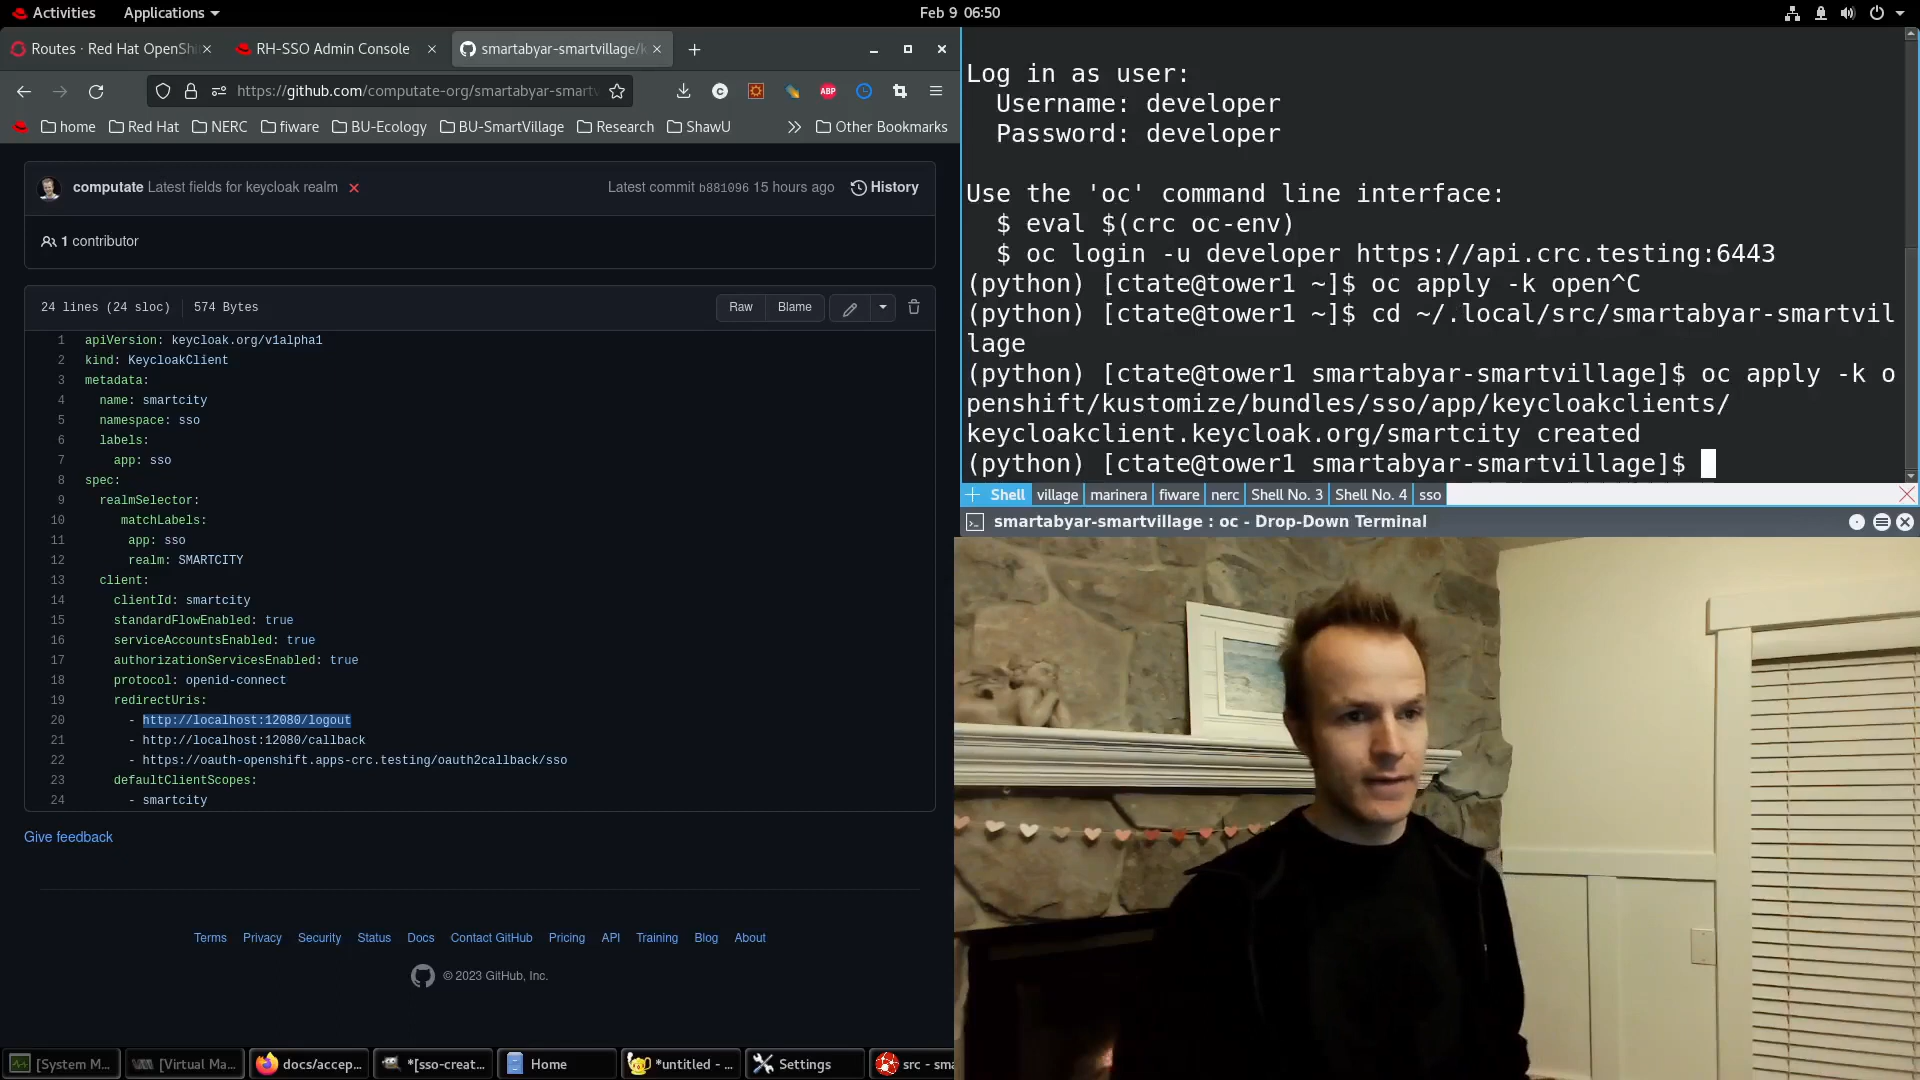 Activities
Applications
Feb 9 06:50
Routes · Red Hat OpenShi
RH-SSO Admin Console
smartabyar-smartvillage/k
https://github.com/computate-org/smartabyar-smartv
ABP
home
Red Hat
NERC
fiware
BU-Ecology
BU-SmartVillage
Research
ShawU
Other Bookmarks
computate Latest fields for keycloak realm
Latest commit b881096 15 hours ago
History
1 contributor
24 lines (24 sloc) 574 Bytes
Raw
Blame
1 apiVersion: keycloak.org/v1alpha1
2 kind: KeycloakClient
3 metadata:
4 name: smartcity
5 namespace: sso
6 labels:
7 app: sso
8 spec:
9 realmSelector:
10 matchLabels:
11 app: sso
12 realm: SMARTCITY
13 client:
14 clientId: smartcity
15 standardFlowEnabled: true
16 serviceAccountsEnabled: true
17 authorizationServicesEnabled: true
18 protocol: openid-connect
19 redirectUris:
20 - http://localhost:12080/logout
21 - http://localhost:12080/callback
22 - https://oauth-openshift.apps-crc.testing/oauth2callback/sso
23 defaultClientScopes:
24 - smartcity
Give feedback
Terms
Privacy
Security
Status
Docs
Contact GitHub
Pricing
API
Training
Blog
About
© 2023 GitHub, Inc.
Log in as user:
Username: developer
Password: developer
Use the 'oc' command line interface:
$ eval $(crc oc-env)
$ oc login -u developer https://api.crc.testing:6443
(python) [ctate@tower1 ~]$ oc apply -k open^C
(python) [ctate@tower1 ~]$ cd ~/.local/src/smartabyar-smartvil
lage
(python) [ctate@tower1 smartabyar-smartvillage]$ oc apply -k o
penshift/kustomize/bundles/sso/app/keycloakclients/
keycloakclient.keycloak.org/smartcity created
(python) [ctate@tower1 smartabyar-smartvillage]$
Shell
village
marinera
fiware
nerc
Shell No. 3
Shell No. 4
sso
smartabyar-smartvillage : oc - Drop-Down Terminal
[System M...
[Virtual Ma...
docs/accep...
*[sso-creat...
Home
*untitled - ...
Settings
src - sma